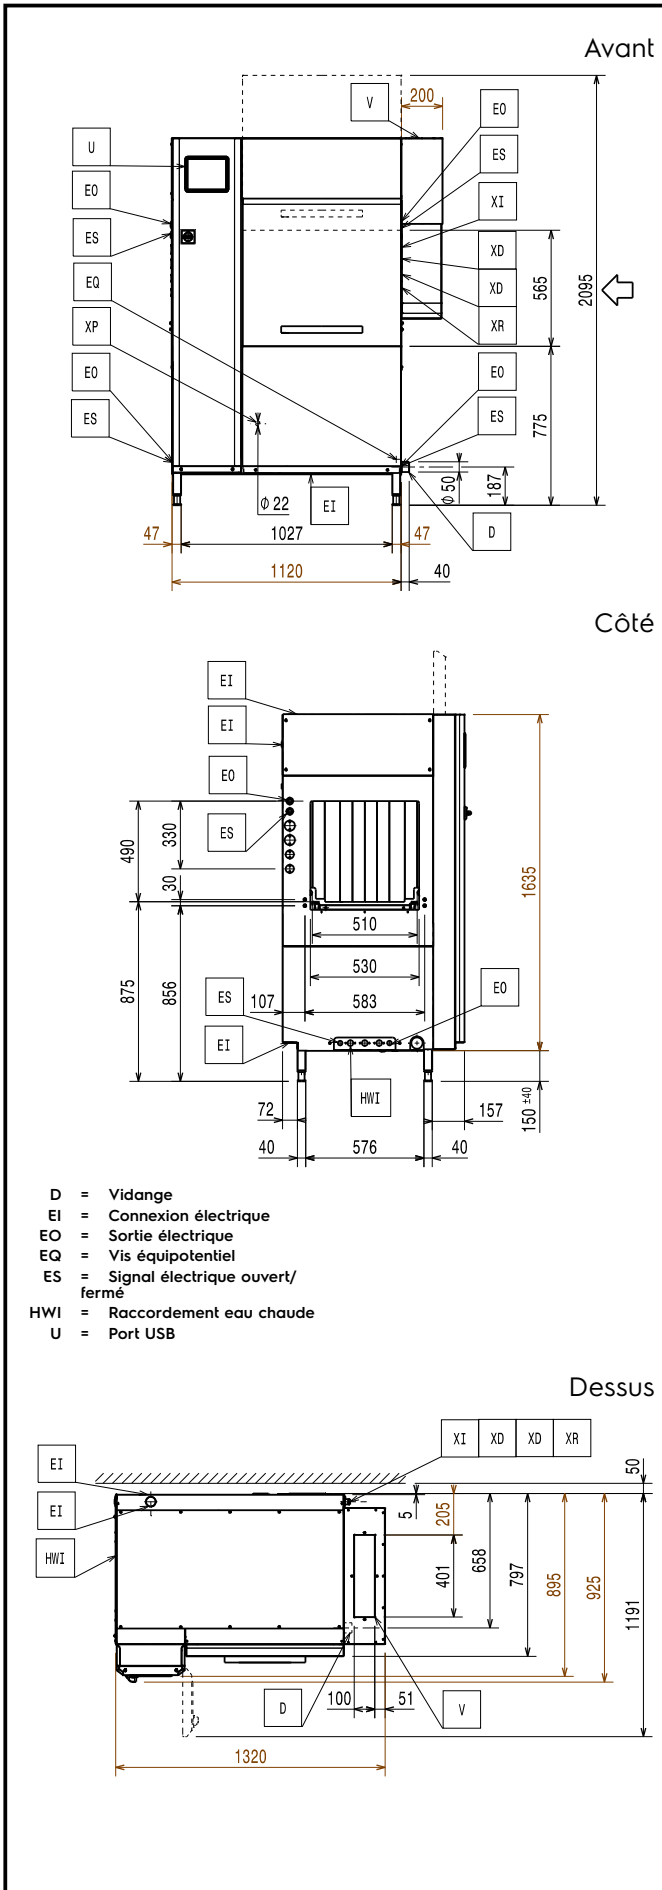 Avant
V
200
EO
U
ES
EO
XI
ES
XD
EQ
XD
565
2095
XP
XR
EO
EO
ES
ES
775
Φ 22
EI
Φ 50
187
D
47
1027
47
1120
40
Côté
EI
EI
EO
ES
490
330
30
1635
510
875
856
530
ES
EO
107
583
EI
HWI
150 ±40
72
157
40
576
40
D = Vidange
EI = Connexion électrique
EO = Sortie électrique
EQ = Vis équipotentiel
ES = Signal électrique ouvert/
fermé
HWI = Raccordement eau chaude
U = Port USB
Dessus
XI XD XD XR
EI
50
EI
5
205
HWI
401
658
797
895
925
1191
D
100
51
V
1320